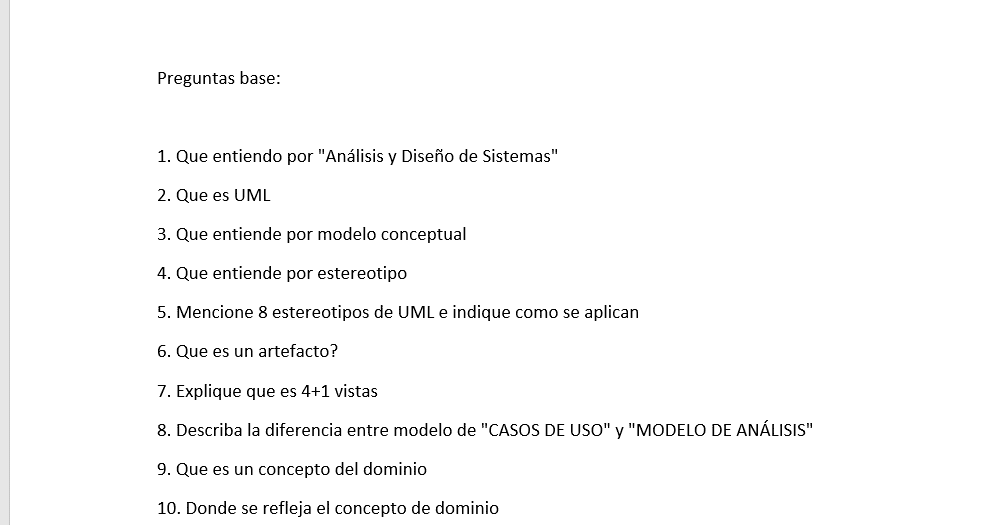 Preguntas base:
1. Que entiendo por "Análisis y Diseño de Sistemas"
2. Que es UML
3. Que entiende por modelo conceptual
4. Que entiende por estereotipo
5. Mencione 8 estereotipos de UML e indique como se aplican
6. Que es un artefacto?
7. Explique que es 4+1 vistas
8. Describa la diferencia entre modelo de "CASOS DE USO" y "MODELO DE ANÁLISIS"
9. Que es un concepto del dominio
10. Donde se refleja el concepto de dominio